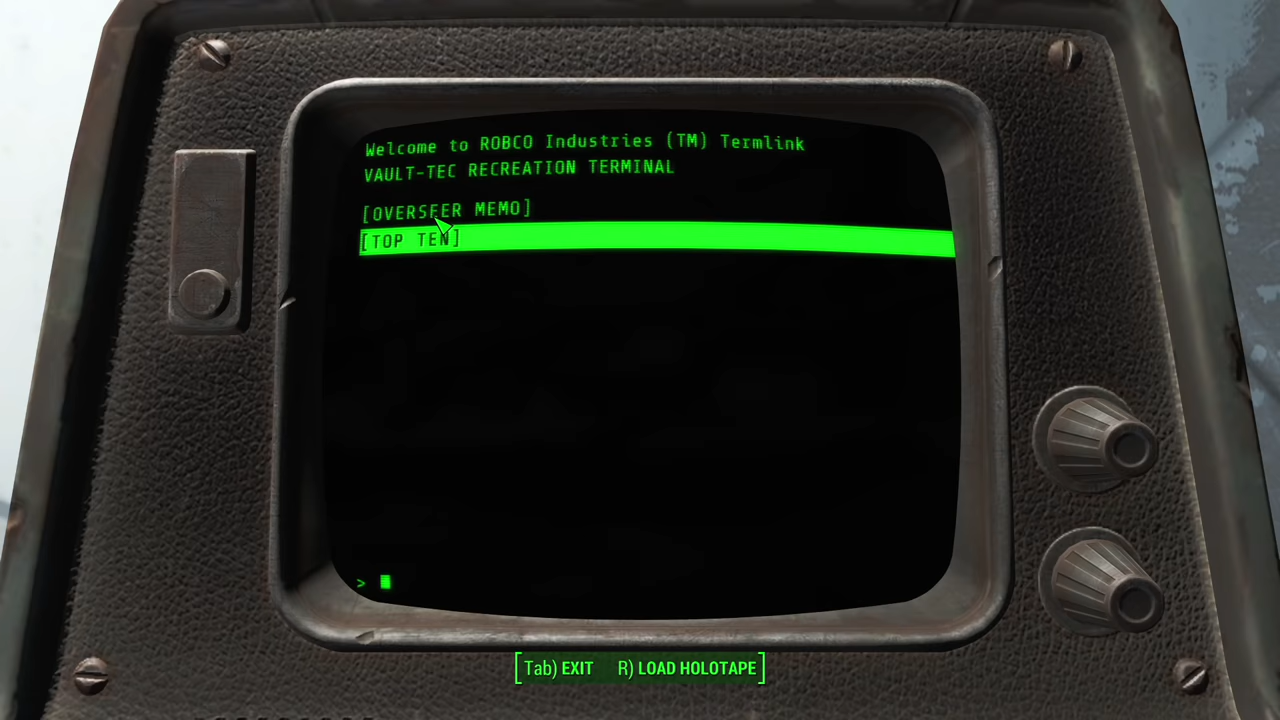 Welcome to ROBCO Industries (TM) Termlink
VAULT-TEC RECREATION TERMINAL
[OVERSEER MEMO]
[TOP TEN]
>
Tab) EXIT R) LOAD HOLOTAPE